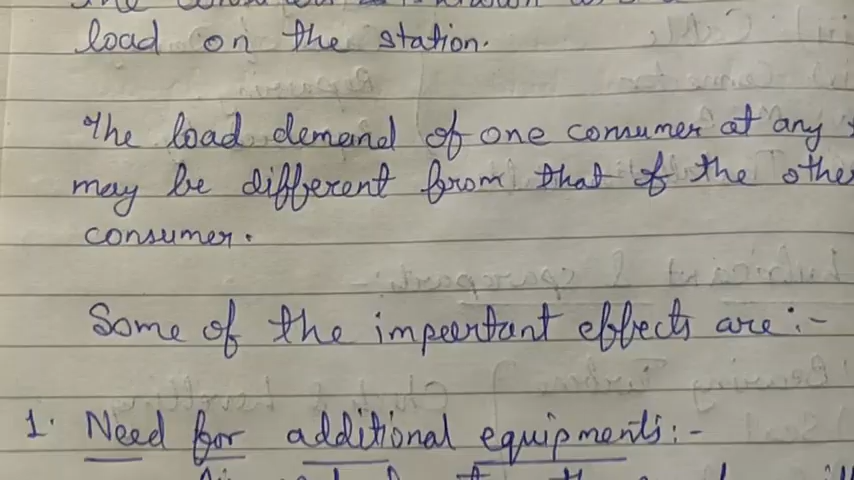 load on the station.
The load demand of one consumer at any
may be different from that of the othe
consumer.
Some of the important effects are:-
1. Need for additional equipments:-